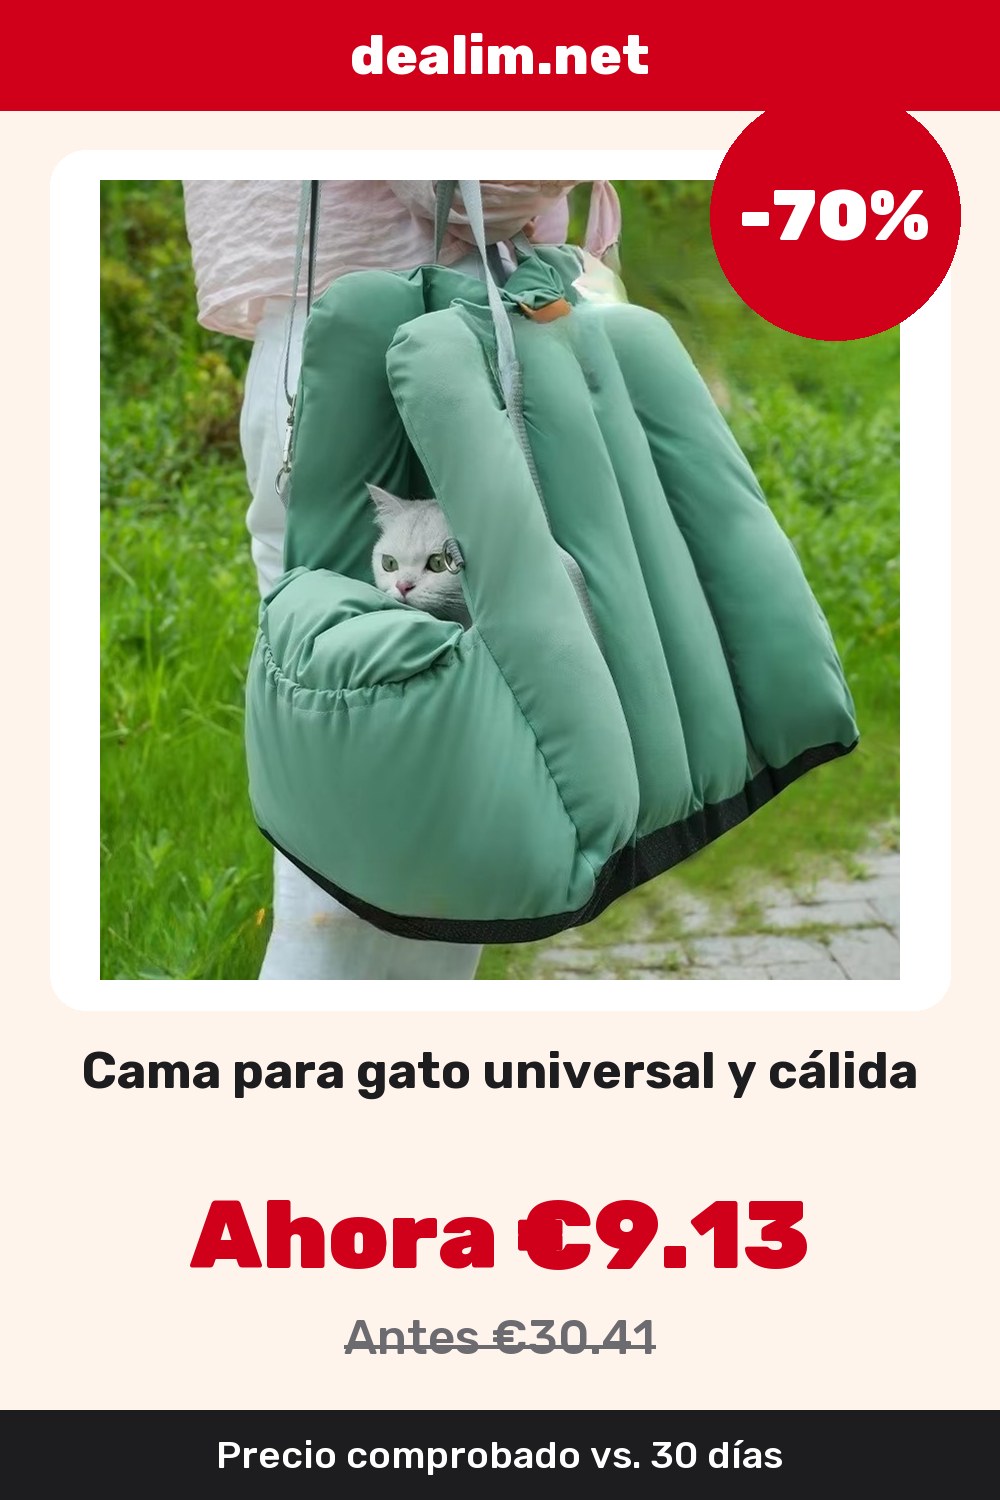 dealim.net
-70%
Cama para gato universal y cálida
Ahora €9.13
Antes €30.41
Precio comprobado vs. 30 días